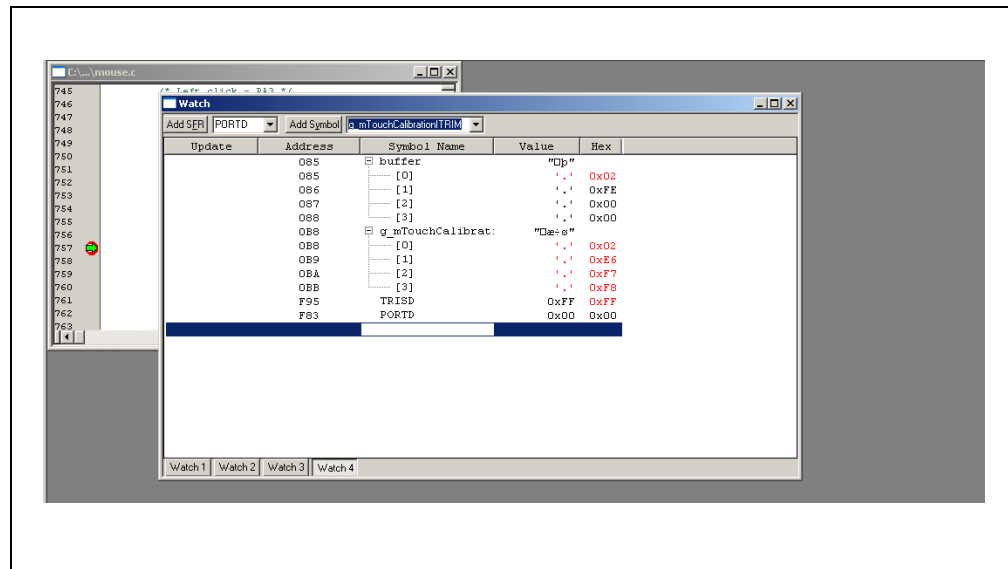 C:\...\mouse.c
745 /* Left click - RA3 */
746
747
748
749
750
751
752
753
754
755
756
757
758
759
760
761
762
763
Watch
Add SFR PORTD Add Symbol g_mTouchCalibrationITRIM
Update Address Symbol Name Value Hex
085 buffer "□þ"
085 [0] '.' 0x02
086 [1] '.' 0xFE
087 [2] '.' 0x00
088 [3] '.' 0x00
0B8 g_mTouchCalibrat: "□æ÷ø"
0B8 [0] '.' 0x02
0B9 [1] '.' 0xE6
0BA [2] '.' 0xF7
0BB [3] '.' 0xF8
F95 TRISD 0xFF 0xFF
F83 PORTD 0x00 0x00
Watch 1 Watch 2 Watch 3 Watch 4